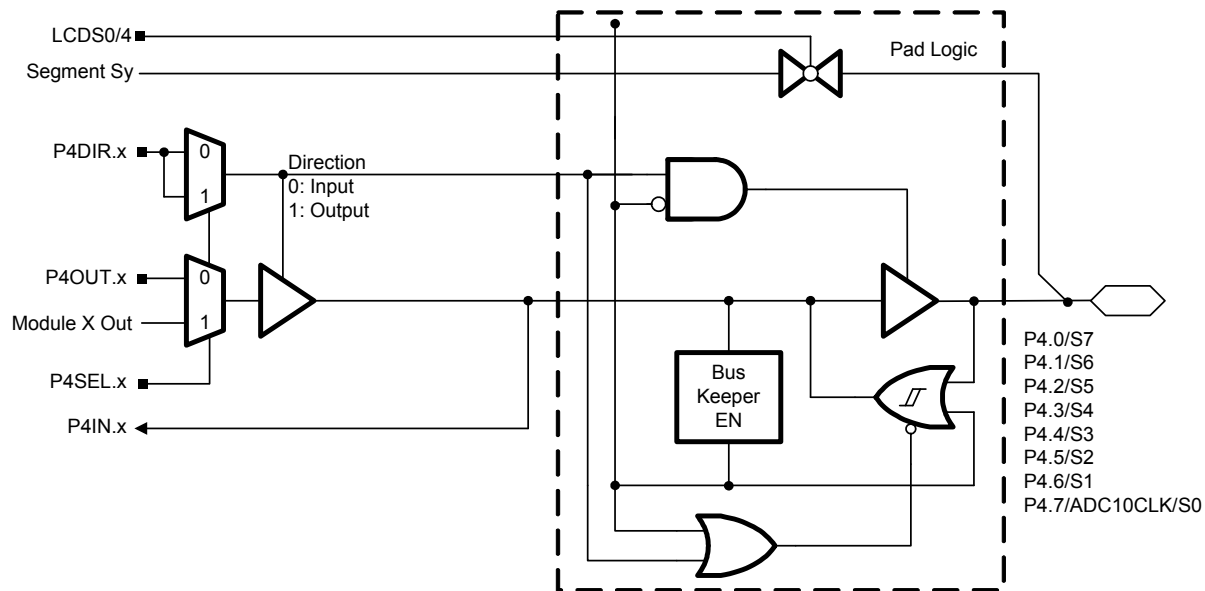 LCDS0/4
Segment Sy
Pad Logic
P4DIR.x
0
1
Direction
0: Input
1: Output
P4OUT.x
0
Module X Out
1
P4SEL.x
P4IN.x
Bus
Keeper
EN
P4.0/S7
P4.1/S6
P4.2/S5
P4.3/S4
P4.4/S3
P4.5/S2
P4.6/S1
P4.7/ADC10CLK/S0